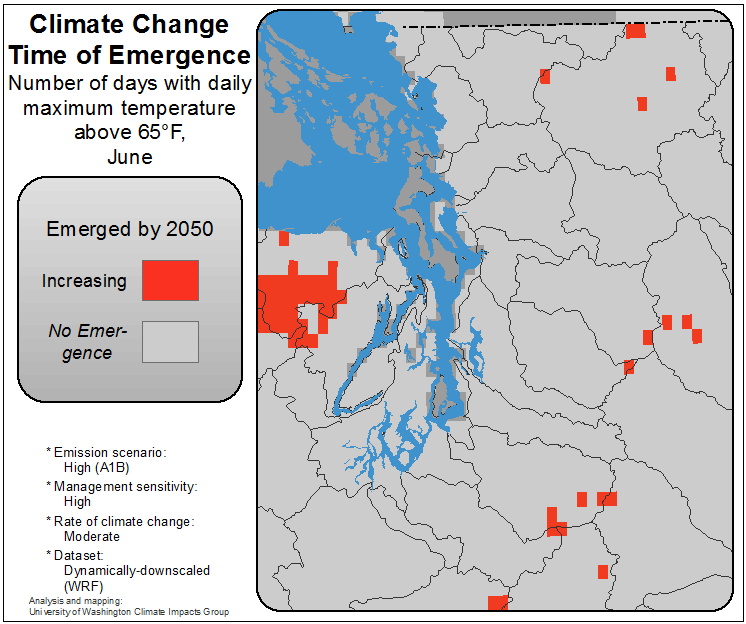 Climate Change
Time of Emergence
Number of days with daily
maximum temperature
above 65°F,
June
Emerged by 2050
Increasing
No Emer-
gence
* Emission scenario:
High (A1B)
* Management sensitivity:
High
* Rate of climate change:
Moderate
* Dataset:
Dynamically-downscaled
(WRF)
Analysis and mapping:
University of Washington Climate Impacts Group